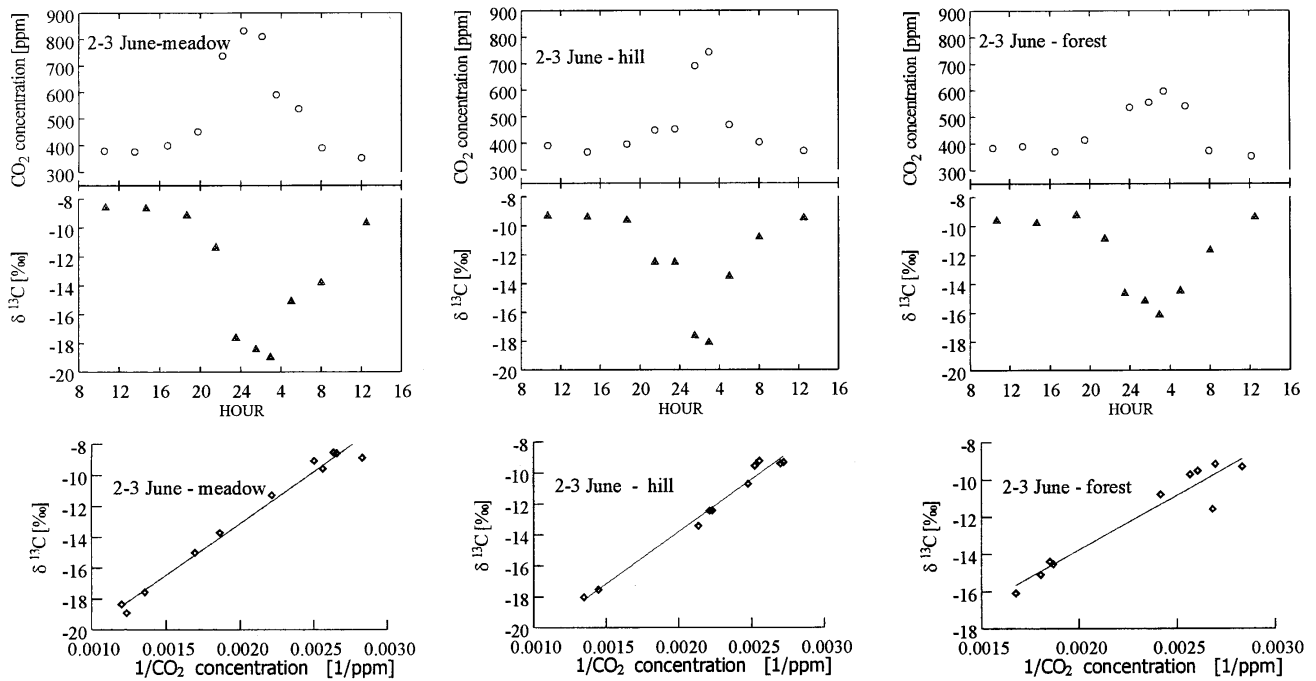 CO₂ concentration [ppm]
900
800
700
600
500
400
300
2-3 June-meadow
CO₂ concentration [ppm]
900
800
700
600
500
400
300
2-3 June - hill
CO₂ concentration [ppm]
900
800
700
600
500
400
300
2-3 June - forest
δ ¹³C [‰]
-8
-10
-12
-14
-16
-18
-20
8 12 16 20 24 4 8 12 16
HOUR
δ ¹³C [‰]
-8
-10
-12
-14
-16
-18
-20
8 12 16 20 24 4 8 12 16
HOUR
δ ¹³C [‰]
-8
-10
-12
-14
-16
-18
-20
8 12 16 20 24 4 8 12 16
HOUR
δ ¹³C [‰]
-8
-10
-12
-14
-16
-18
-20
2-3 June - meadow
0.0010 0.0015 0.0020 0.0025 0.0030
1/CO₂ concentration [1/ppm]
δ ¹³C [‰]
-8
-10
-12
-14
-16
-18
-20
2-3 June - hill
0.0010 0.0015 0.0020 0.0025 0.0030
1/CO₂ concentration [1/ppm]
δ ¹³C [‰]
-8
-10
-12
-14
-16
-18
2-3 June - forest
0.0015 0.0020 0.0025 0.0030
1/CO₂ concentration [1/ppm]